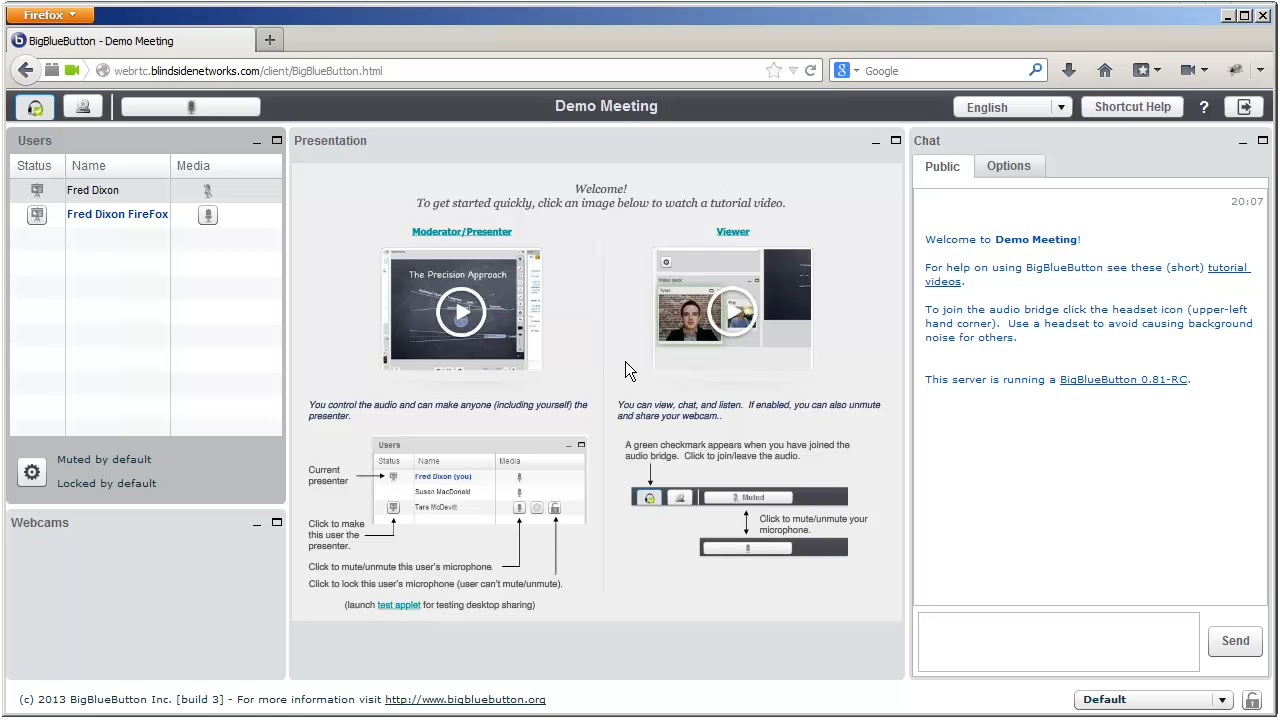 Firefox
BigBlueButton - Demo Meeting
webrtc.blindsidenetworks.com/client/BigBlueButton.html
Google
Demo Meeting
English
Shortcut Help
?
Users
Status Name Media
Fred Dixon
Fred Dixon FireFox
Muted by default
Locked by default
Webcams
Presentation
Welcome!
To get started quickly, click an image below to watch a tutorial video.
Moderator/Presenter
The Precision Approach
You control the audio and can make anyone (including yourself) the
presenter.
Users
Status Name Media
Fred Dixon (you)
Susan MacDonald
Tara McDevitt
Current
presenter
Click to make
this user the
presenter.
Click to mute/unmute this user's microphone.
Click to lock this user's microphone (user can't mute/unmute).
(launch test applet for testing desktop sharing)
Viewer
Video dock
Tyler
You can view, chat, and listen. If enabled, you can also unmute
and share your webcam..
A green checkmark appears when you have joined the
audio bridge. Click to join/leave the audio.
Muted
Click to mute/unmute your
microphone.
Chat
Public Options
20:07
Welcome to Demo Meeting!
For help on using BigBlueButton see these (short) tutorial
videos.
To join the audio bridge click the headset icon (upper-left
hand corner). Use a headset to avoid causing background
noise for others.
This server is running a BigBlueButton 0.81-RC.
Send
(c) 2013 BigBlueButton Inc. [build 3] - For more information visit http://www.bigbluebutton.org
Default